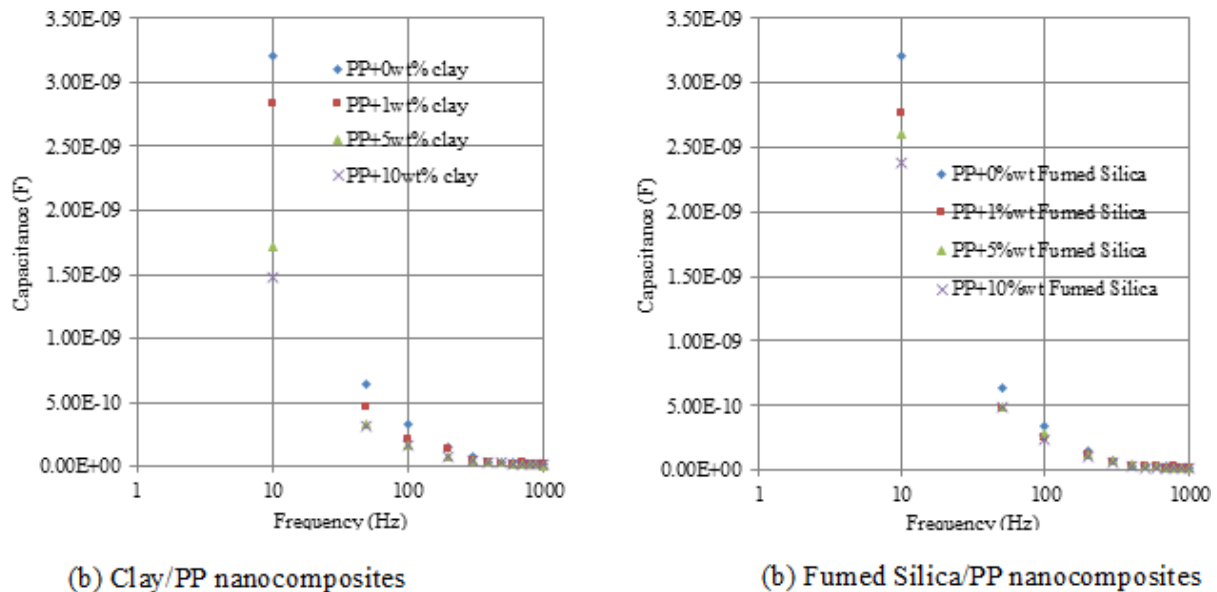 3.50E-09
3.00E-09
2.50E-09
2.00E-09
1.50E-09
1.00E-09
5.00E-10
0.00E+00
Capacitance (F)
PP+0wt% clay
PP+1wt% clay
PP+5wt% clay
PP+10wt% clay
1 10 100 1000
Frequency (Hz)
(b) Clay/PP nanocomposites
3.50E-09
3.00E-09
2.50E-09
2.00E-09
1.50E-09
1.00E-09
5.00E-10
0.00E+00
Capacitance (F)
PP+0%wt Fumed Silica
PP+1%wt Fumed Silica
PP+5%wt Fumed Silica
PP+10%wt Fumed Silica
1 10 100 1000
Frequency (Hz)
(b) Fumed Silica/PP nanocomposites